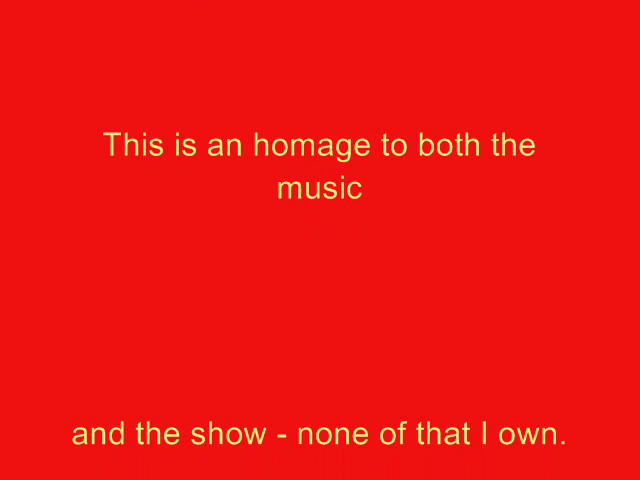 This is an homage to both the
music
and the show - none of that I own.